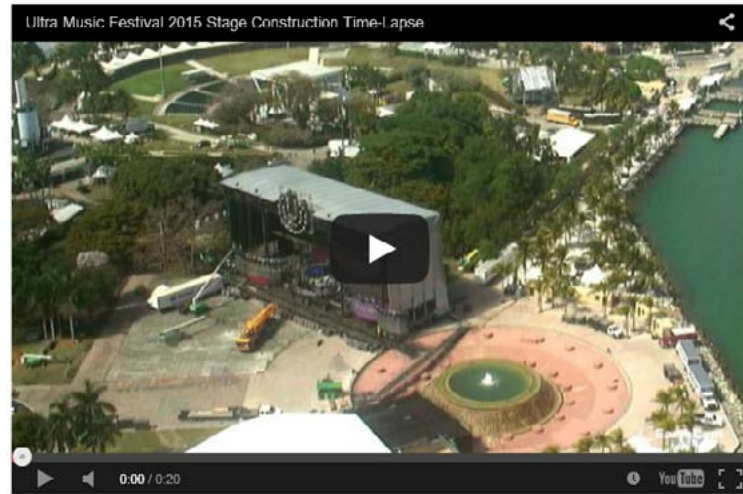 Ultra Music Festival 2015 Stage Construction Time-Lapse
0:00 / 0:20
YouTube